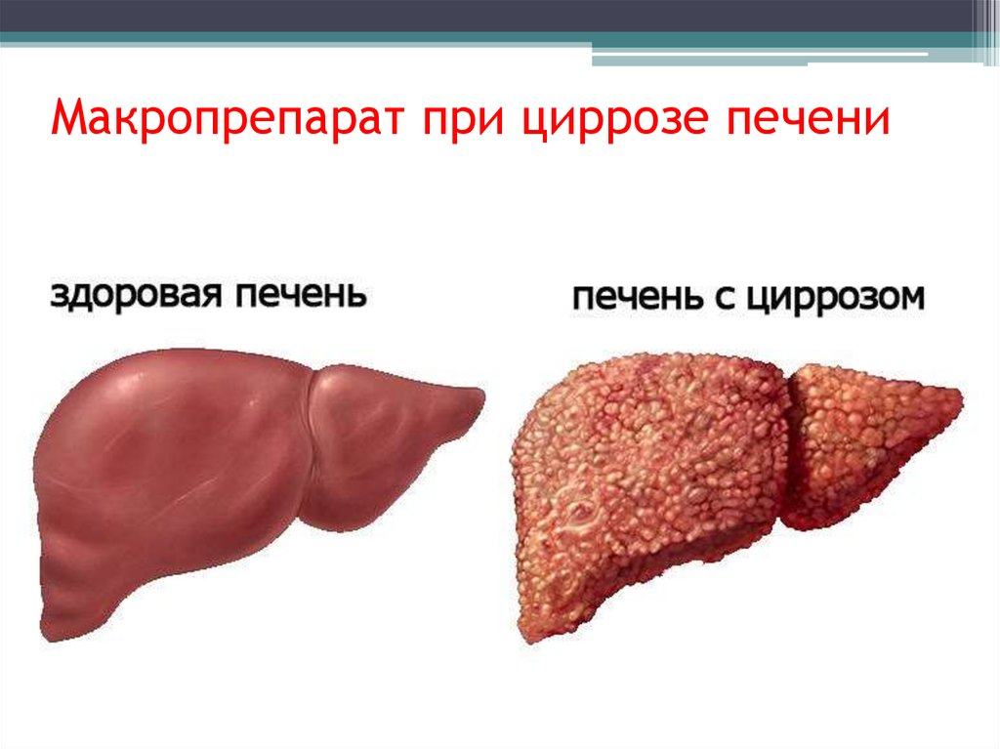 Макропрепарат при циррозе печени
здоровая печень
печень с циррозом